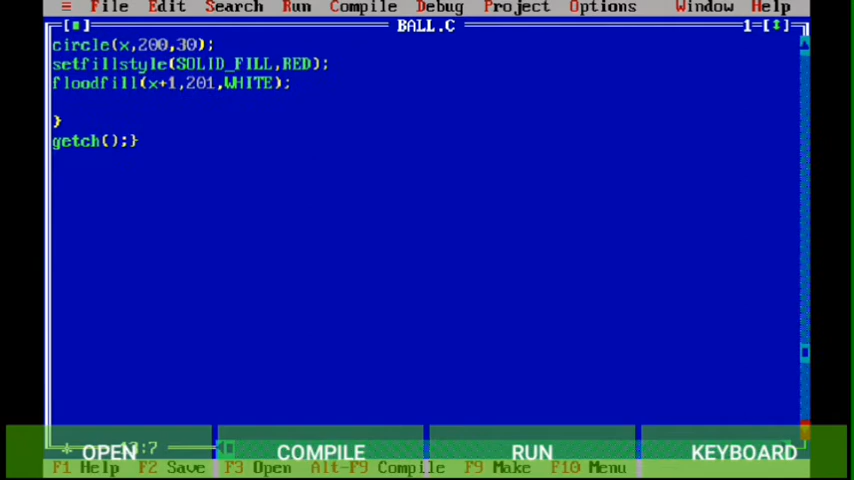 ≡ File Edit Search Run Compile Debug Project Options Window Help
[■] BALL.C 1=[↕]
circle(x,200,30);
setfillstyle(SOLID_FILL,RED);
floodfill(x+1,201,WHITE);
}
getch();}
OPEN COMPILE RUN KEYBOARD
F1 Help F2 Save F3 Open Alt-F9 Compile F9 Make F10 Menu